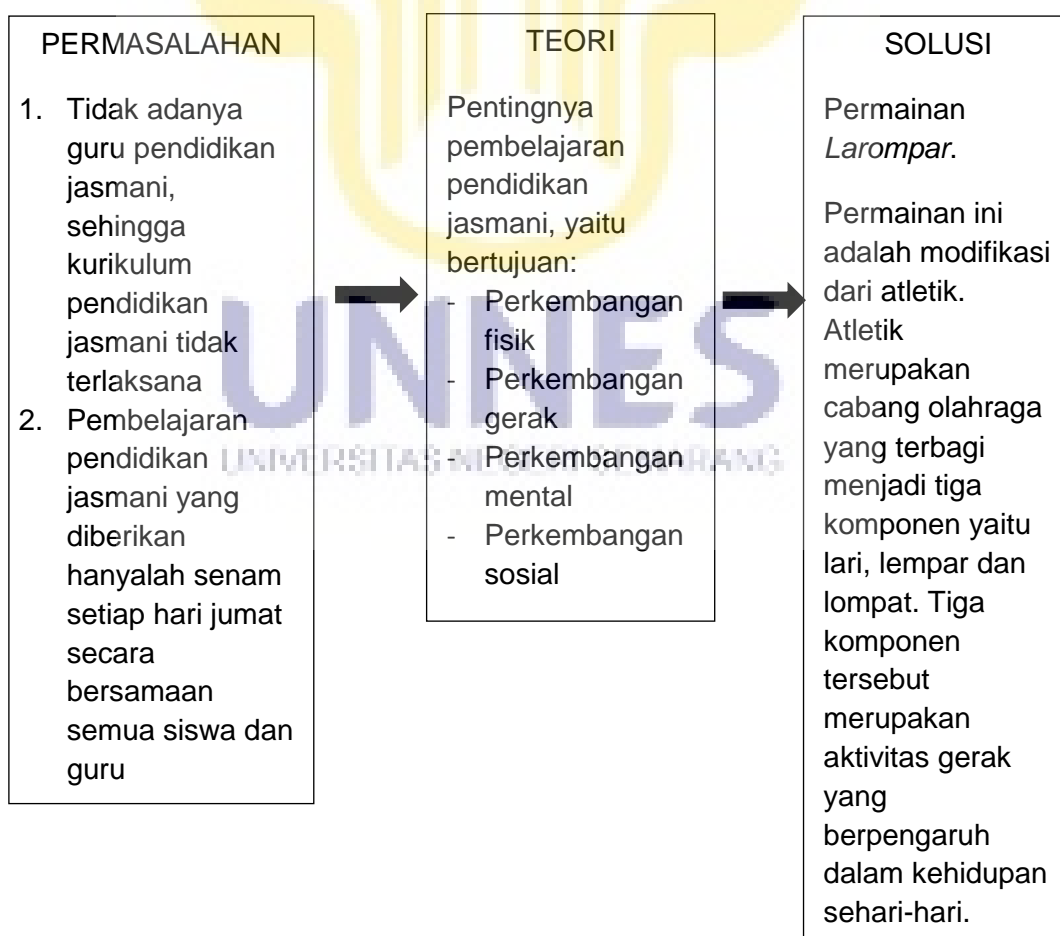 PERMASALAHAN
1. Tidak adanya
guru pendidikan
jasmani,
sehingga
kurikulum
pendidikan
jasmani tidak
terlaksana
2. Pembelajaran
pendidikan
jasmani yang
diberikan
hanyalah senam
setiap hari jumat
secara
bersamaan
semua siswa dan
guru
TEORI
Pentingnya
pembelajaran
pendidikan
jasmani, yaitu
bertujuan:
- Perkembangan
fisik
- Perkembangan
gerak
- Perkembangan
mental
- Perkembangan
sosial
SOLUSI
Permainan
Larompar.
Permainan ini
adalah modifikasi
dari atletik.
Atletik
merupakan
cabang olahraga
yang terbagi
menjadi tiga
komponen yaitu
lari, lempar dan
lompat. Tiga
komponen
tersebut
merupakan
aktivitas gerak
yang
berpengaruh
dalam kehidupan
sehari-hari.
UNNES
UNIVERSITAS NEGERI SEMARANG